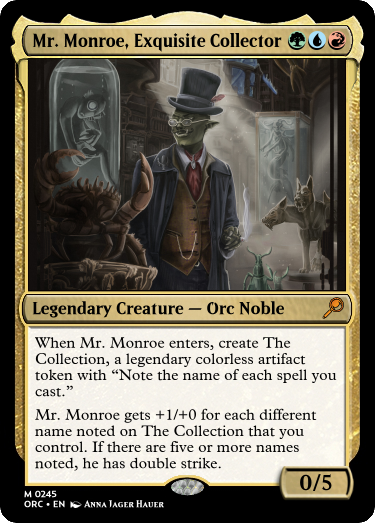 Mr. Monroe, Exquisite Collector
Legendary Creature — Orc Noble
When Mr. Monroe enters, create The
Collection, a legendary colorless artifact
token with “Note the name of each spell you
cast.”
Mr. Monroe gets +1/+0 for each different
name noted on The Collection that you
control. If there are five or more names
noted, he has double strike.
0/5
M 0245
ORC • EN Anna Jager Hauer